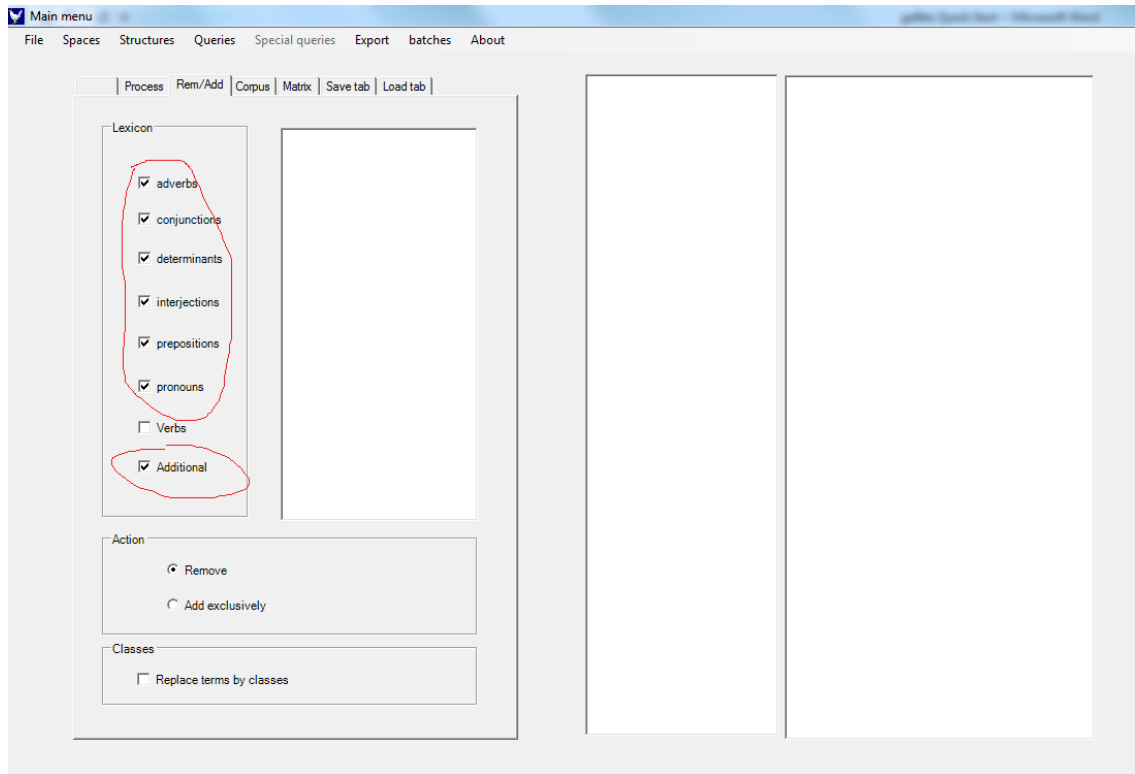 Main menu
File Spaces Structures Queries Special queries Export batches About
Process Rem/Add Corpus Matrix Save tab Load tab
Lexicon
adverbs
conjunctions
determinants
interjections
prepositions
pronouns
Verbs
Additional
Action
Remove
Add exclusively
Classes
Replace terms by classes